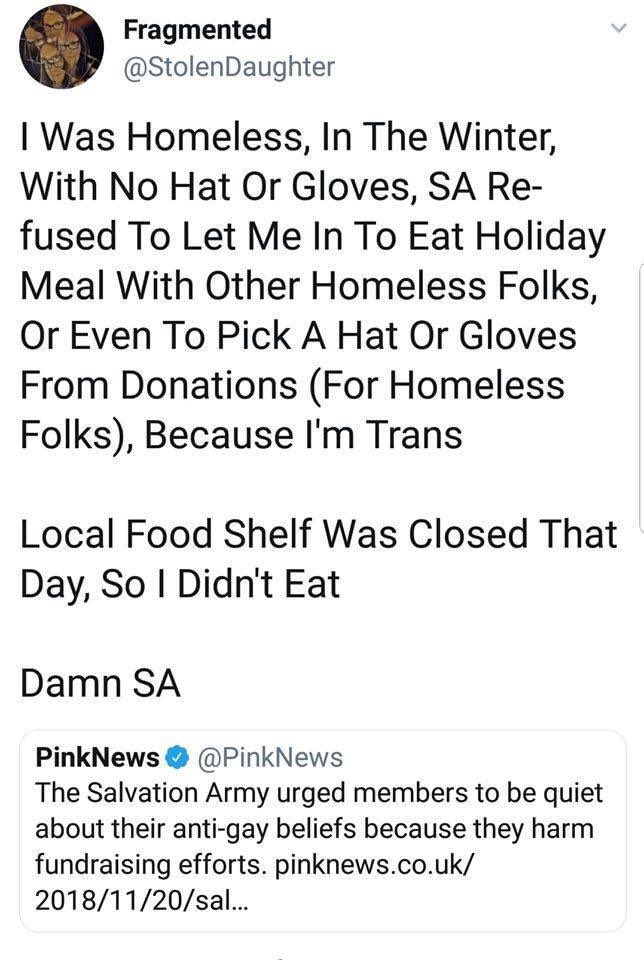 Fragmented
@StolenDaughter
I Was Homeless, In The Winter,
With No Hat Or Gloves, SA Re-
fused To Let Me In To Eat Holiday
Meal With Other Homeless Folks,
Or Even To Pick A Hat Or Gloves
From Donations (For Homeless
Folks), Because I'm Trans
Local Food Shelf Was Closed That
Day, So I Didn't Eat
Damn SA
PinkNews @PinkNews
The Salvation Army urged members to be quiet
about their anti-gay beliefs because they harm
fundraising efforts. pinknews.co.uk/
2018/11/20/sal…